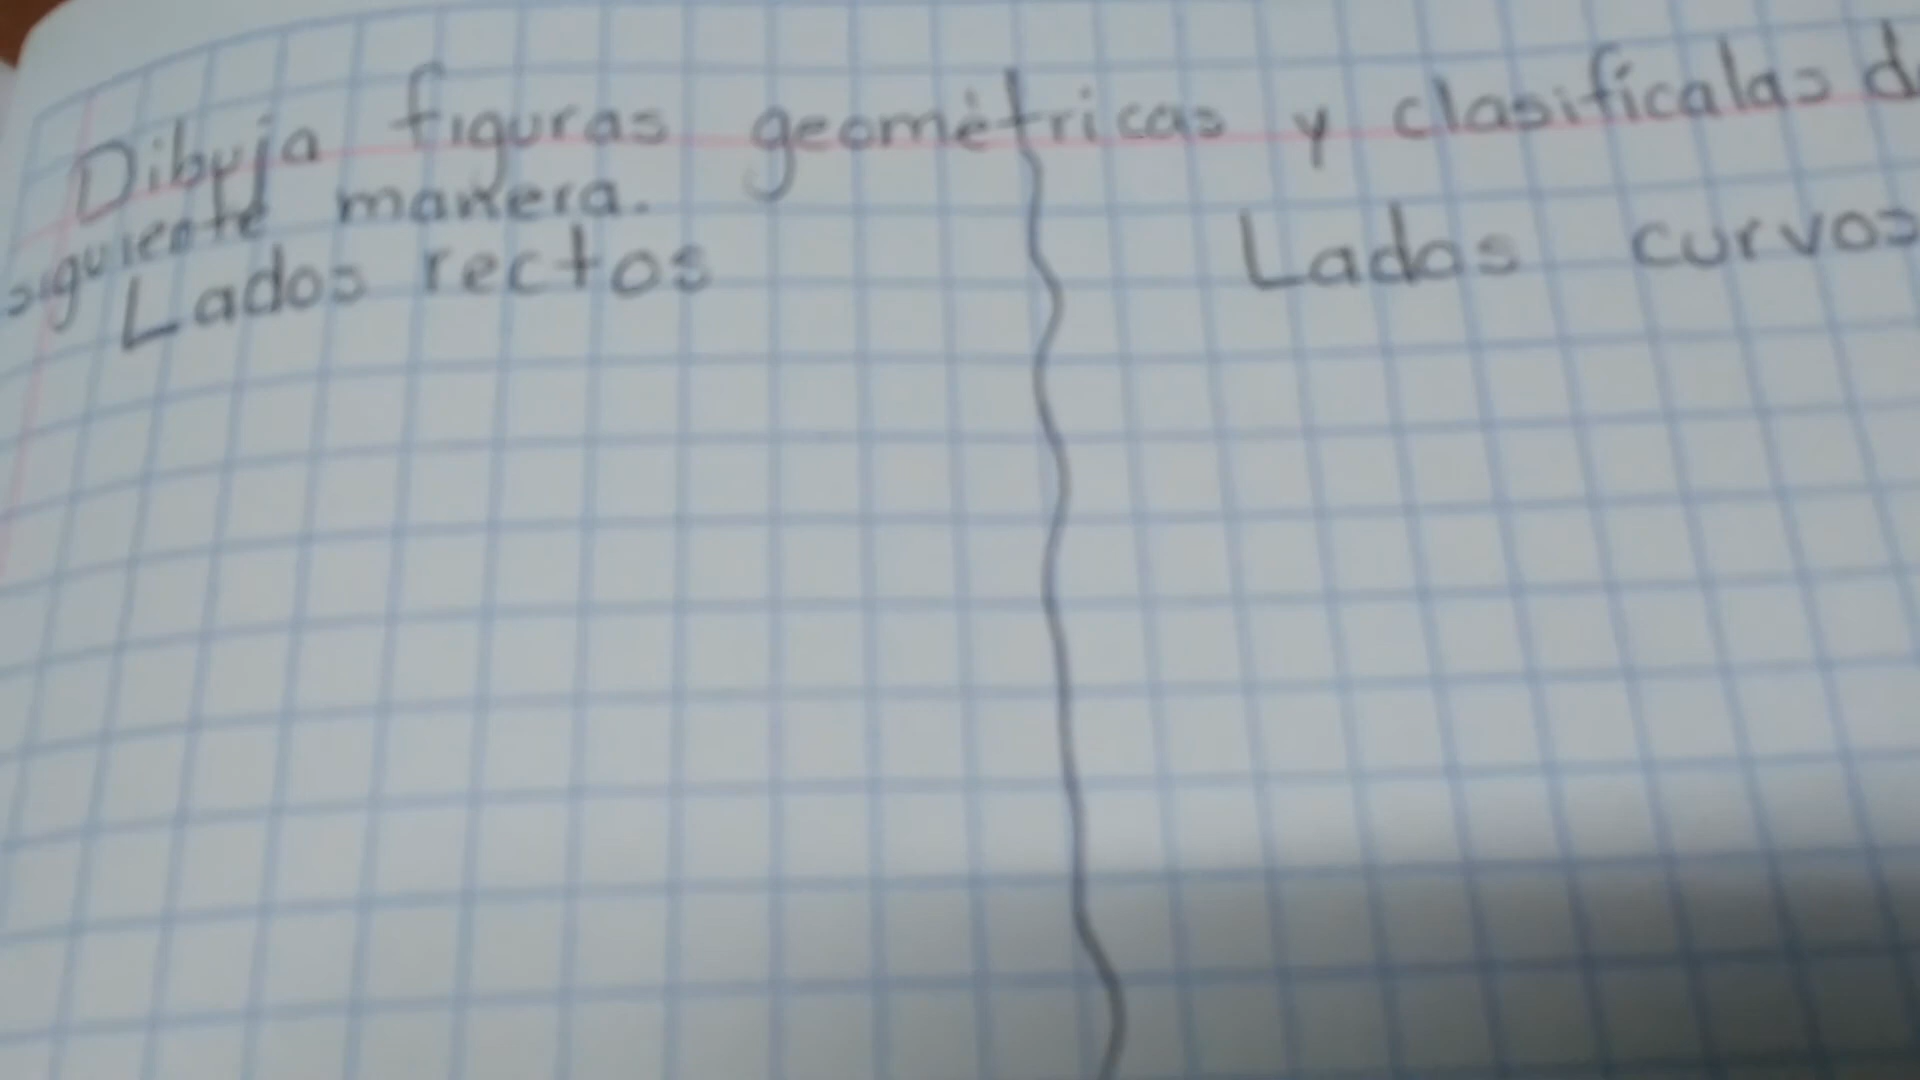 Dibuja figuras geométricas y clasifícalas d
siguiente manera.
Lados rectos
Lados curvos